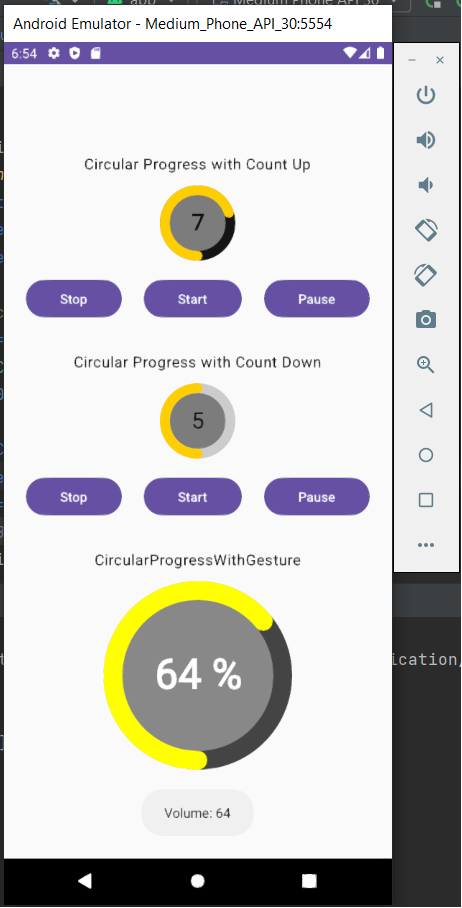 Android Emulator - Medium_Phone_API_30:5554
6:54
Circular Progress with Count Up
7
Stop Start Pause
Circular Progress with Count Down
5
Stop Start Pause
CircularProgressWithGesture
64 %
ication/
Volume: 64